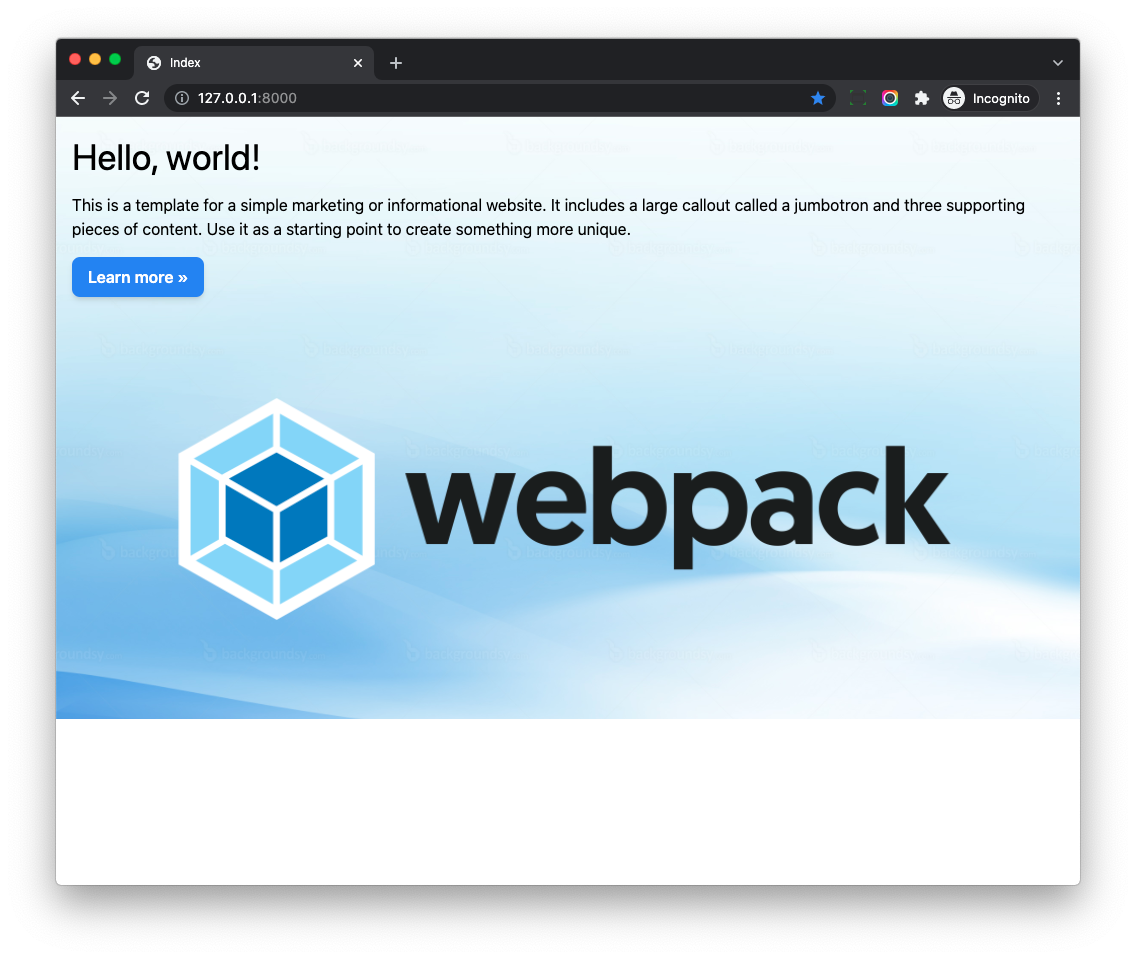 Index
127.0.0.1:8000
Incognito
Hello, world!
This is a template for a simple marketing or informational website. It includes a large callout called a jumbotron and three supporting
pieces of content. Use it as a starting point to create something more unique.
Learn more »
webpack